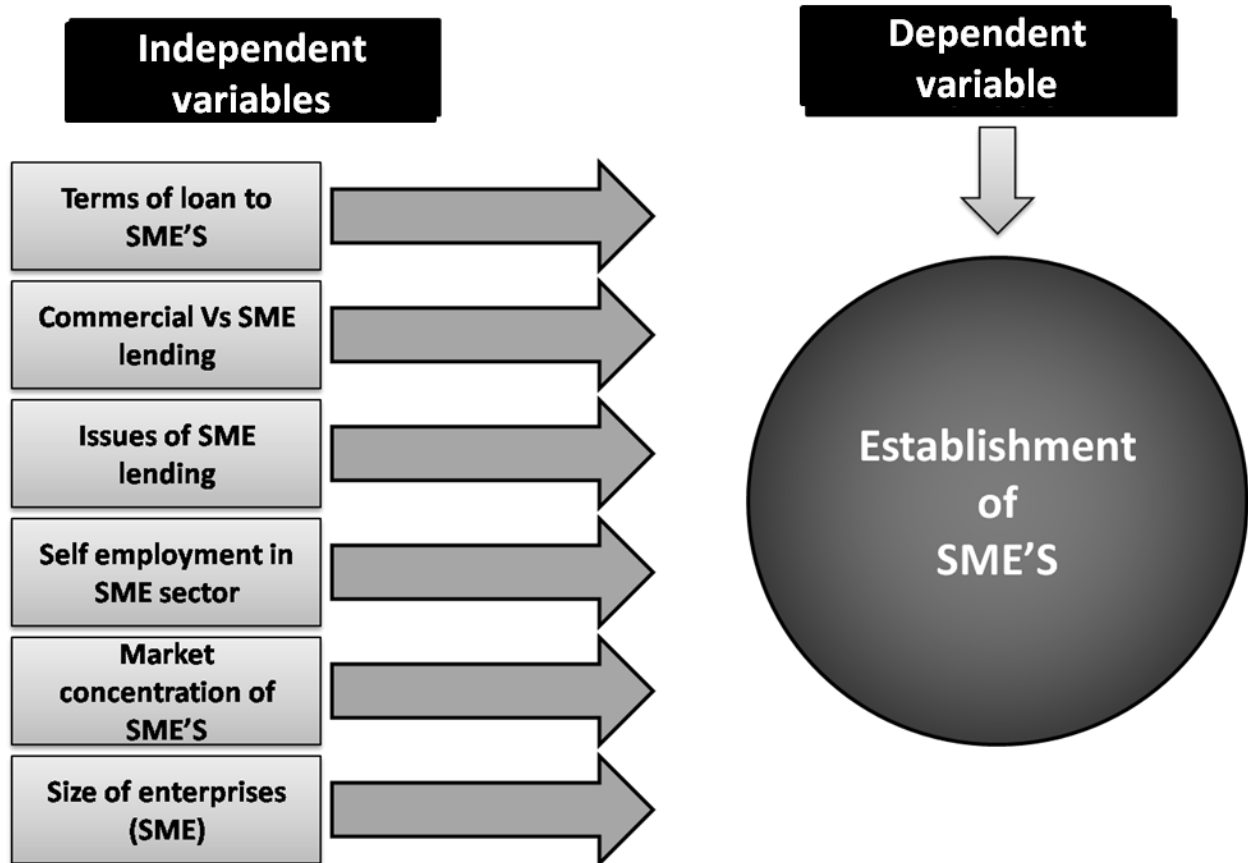 Independent
variables
Dependent
variable
Terms of loan to
SME’S
Commercial Vs SME
lending
Issues of SME
lending
Self employment in
SME sector
Market
concentration of
SME’S
Size of enterprises
(SME)
Establishment
of
SME’S